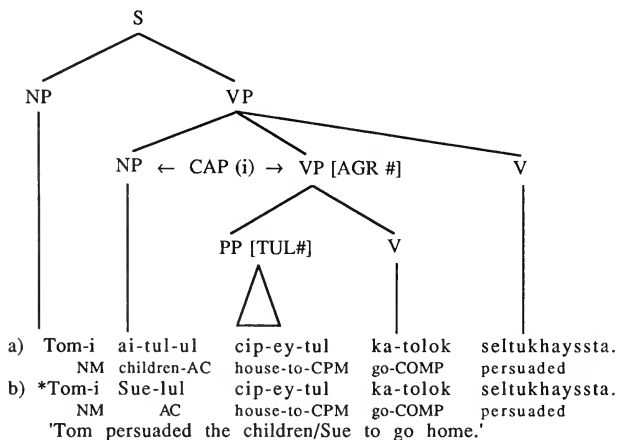 S
NP VP
NP ← CAP (i) → VP [AGR #] V
PP [TUL#] V
a) Tom-i ai-tul-ul cip-ey-tul ka-tolok seltukhayssta.
NM children-AC house-to-CPM go-COMP persuaded
b) *Tom-i Sue-lul cip-ey-tul ka-tolok seltukhayssta.
NM AC house-to-CPM go-COMP persuaded
'Tom persuaded the children/Sue to go home.'